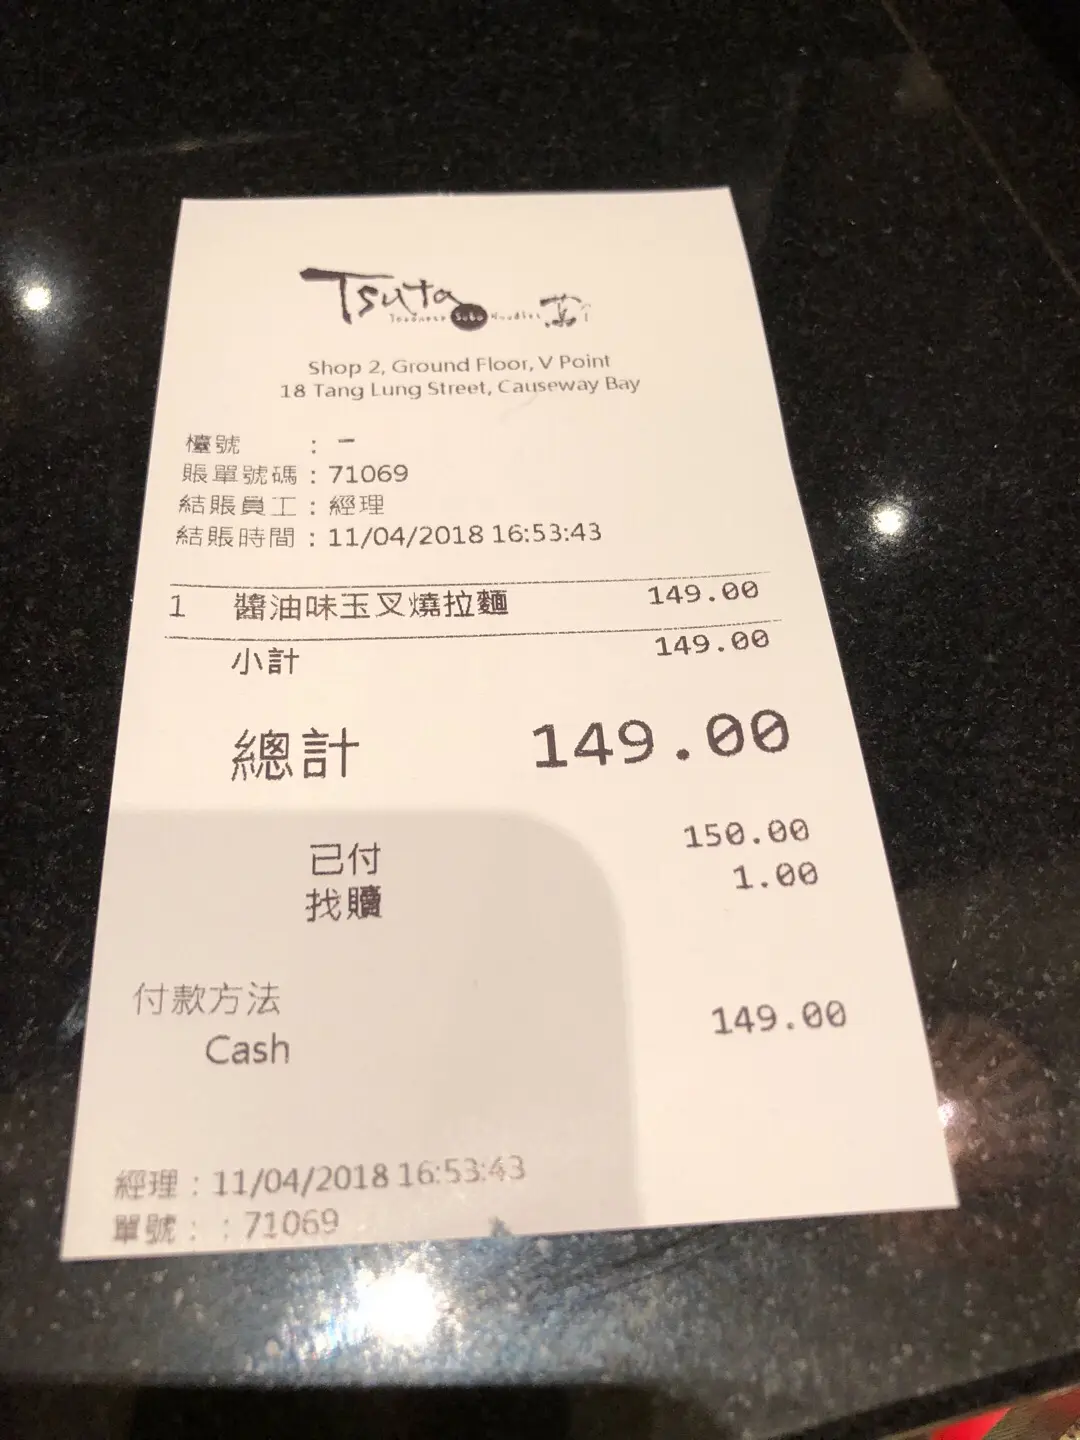 Tsuta
Japanese Soba Noodles 蔦
Shop 2, Ground Floor, V Point
18 Tang Lung Street, Causeway Bay
檯號 : -
賬單號碼 : 71069
結賬員工 : 經理
結賬時間 : 11/04/2018 16:53:43
1 醬油味玉叉燒拉麵 149.00
小計 149.00
總計 149.00
已付 150.00
找贖 1.00
付款方法
Cash 149.00
經理 : 11/04/2018 16:53:43
單號 : : 71069